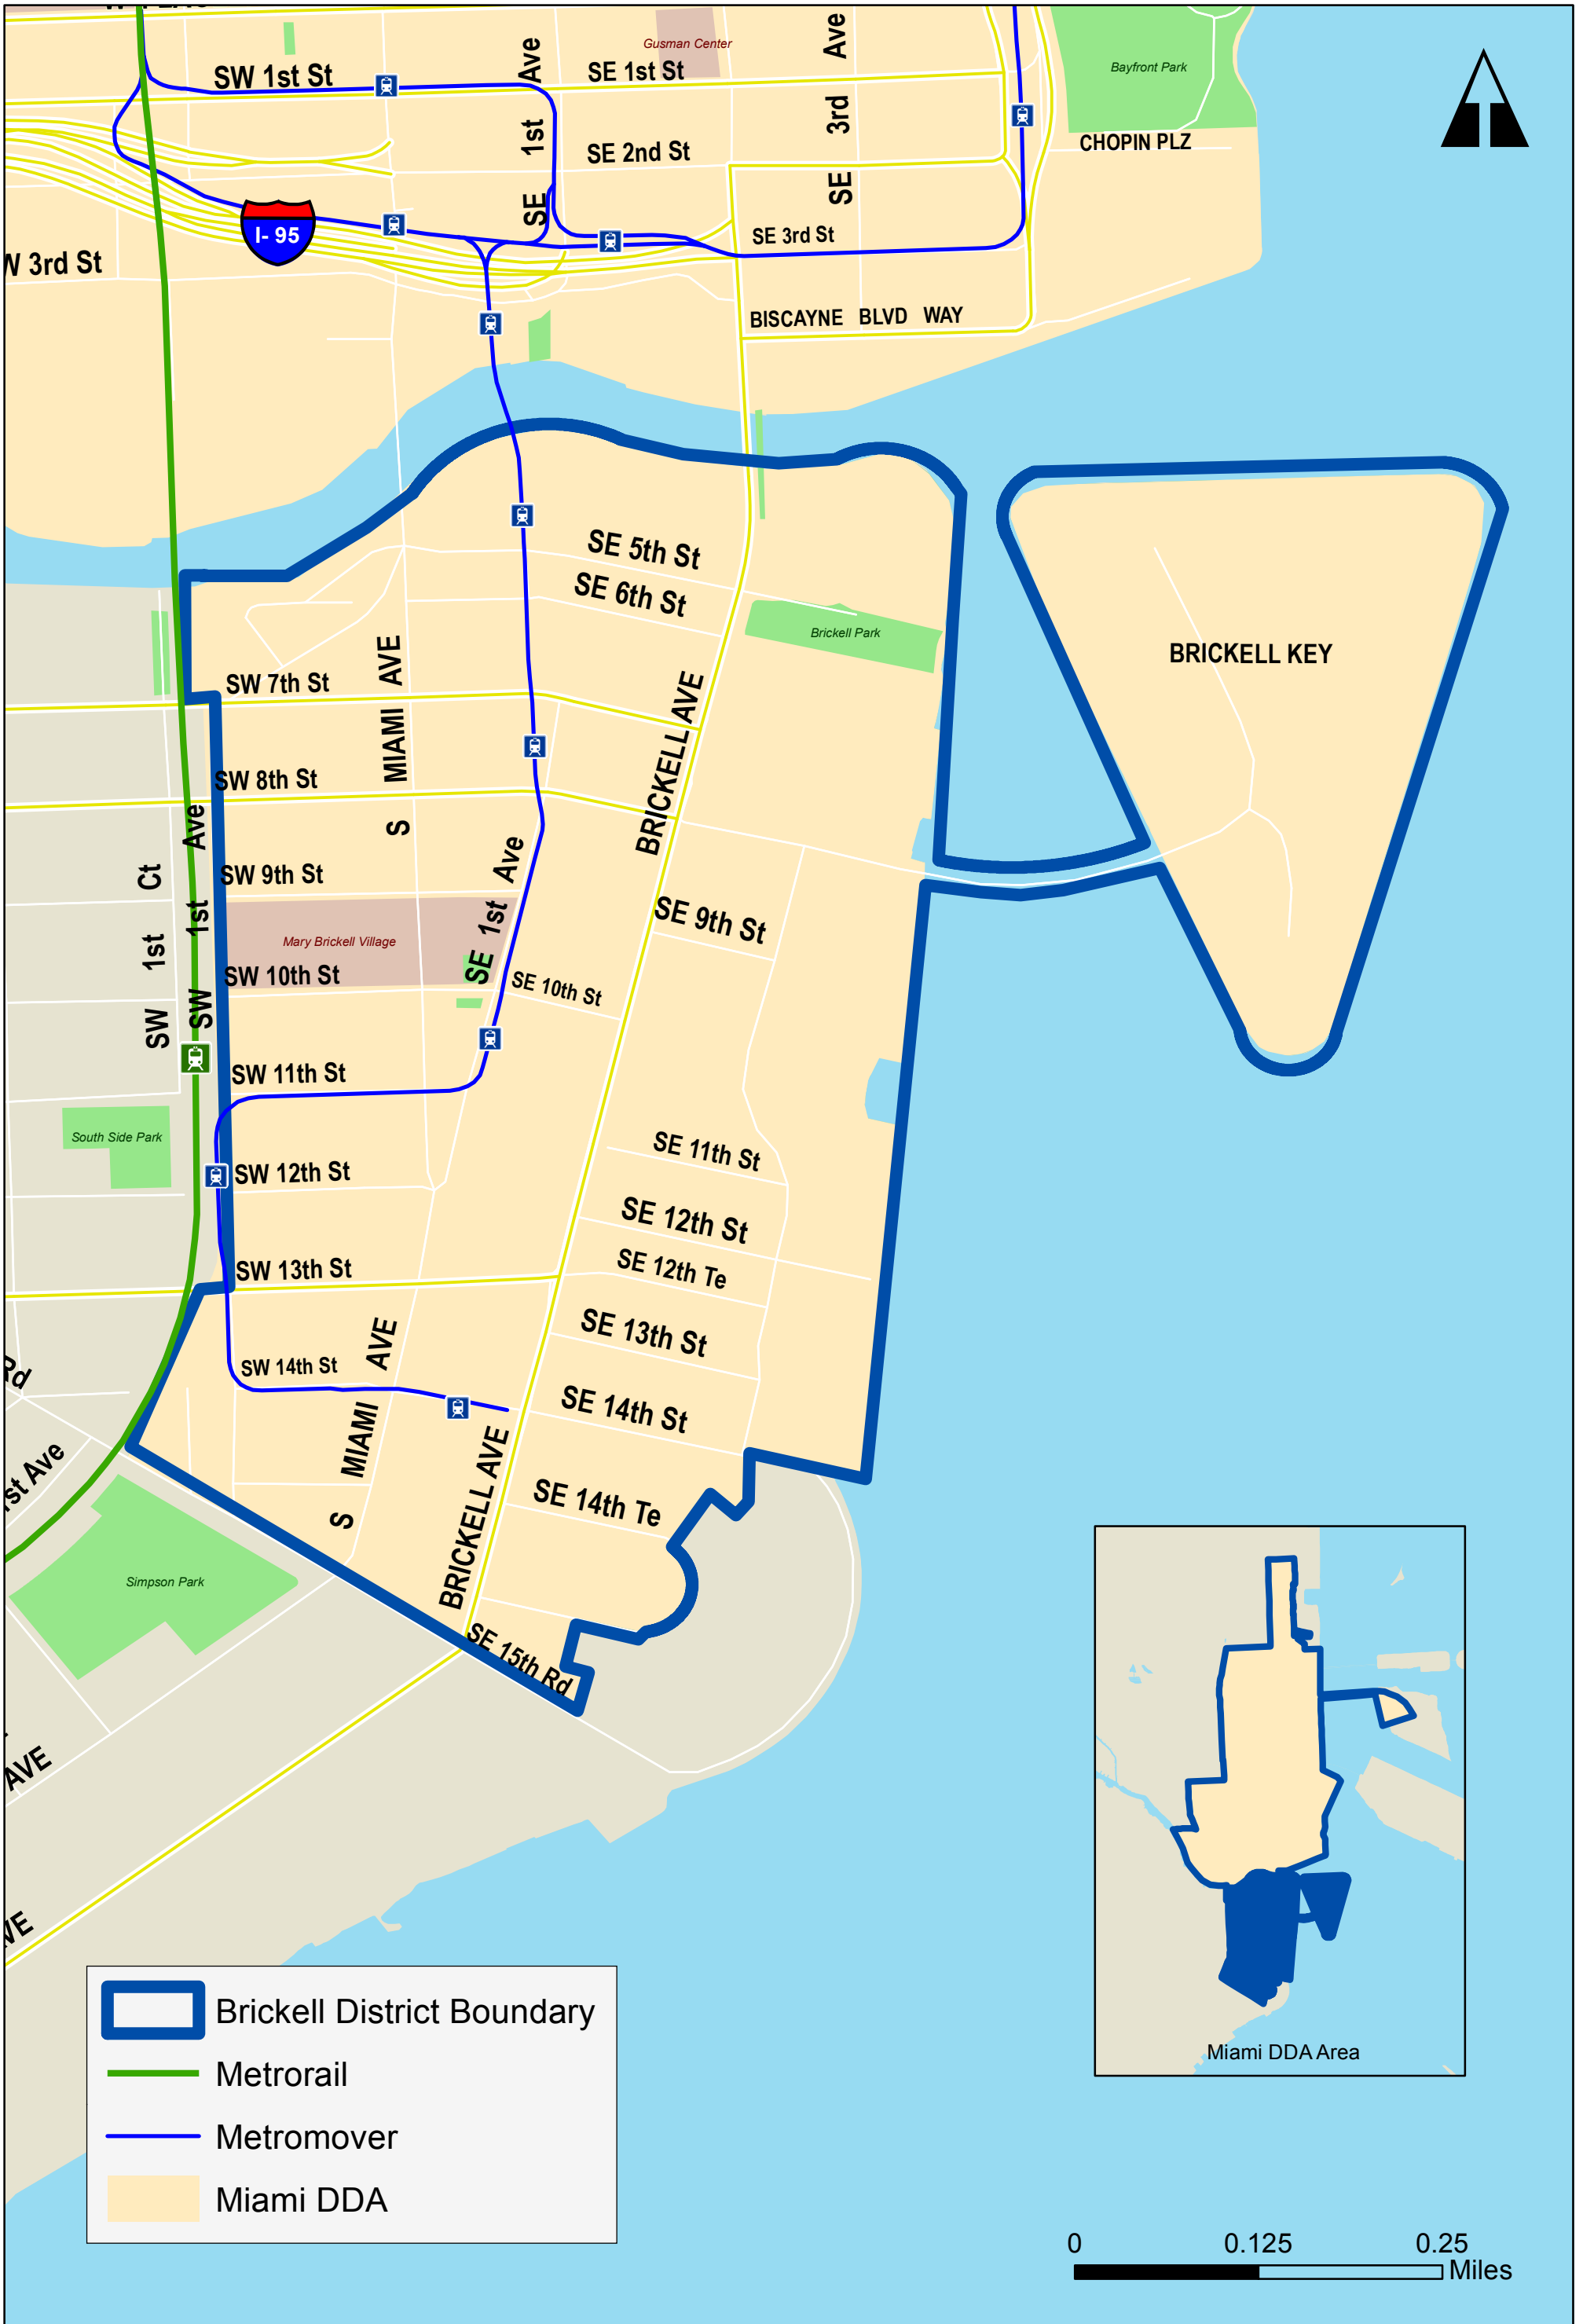 SW 1st St
SE 1st Ave
Gusman Center
SE 1st St
SE 3rd Ave
Bayfront Park
CHOPIN PLZ
SE 2nd St
I- 95
SE 3rd St
W 3rd St
BISCAYNE BLVD WAY
SE 5th St
SE 6th St
Brickell Park
BRICKELL KEY
SW 7th St
S MIAMI AVE
BRICKELL AVE
SW 8th St
SW 1st Ave
SW 1st Ct
SW 9th St
SE 1st Ave
SE 9th St
Mary Brickell Village
SW 10th St
SE 10th St
SW 11th St
South Side Park
SE 11th St
SW 12th St
SE 12th St
SE 12th Te
SW 13th St
SE 13th St
SW 14th St
S MIAMI AVE
Rd
SE 14th St
BRICKELL AVE
rst Ave
SE 14th Te
Simpson Park
SE 15th Rd
AVE
VE
Brickell District Boundary
Metrorail
Metromover
Miami DDA
Miami DDA Area
0 0.125 0.25
Miles